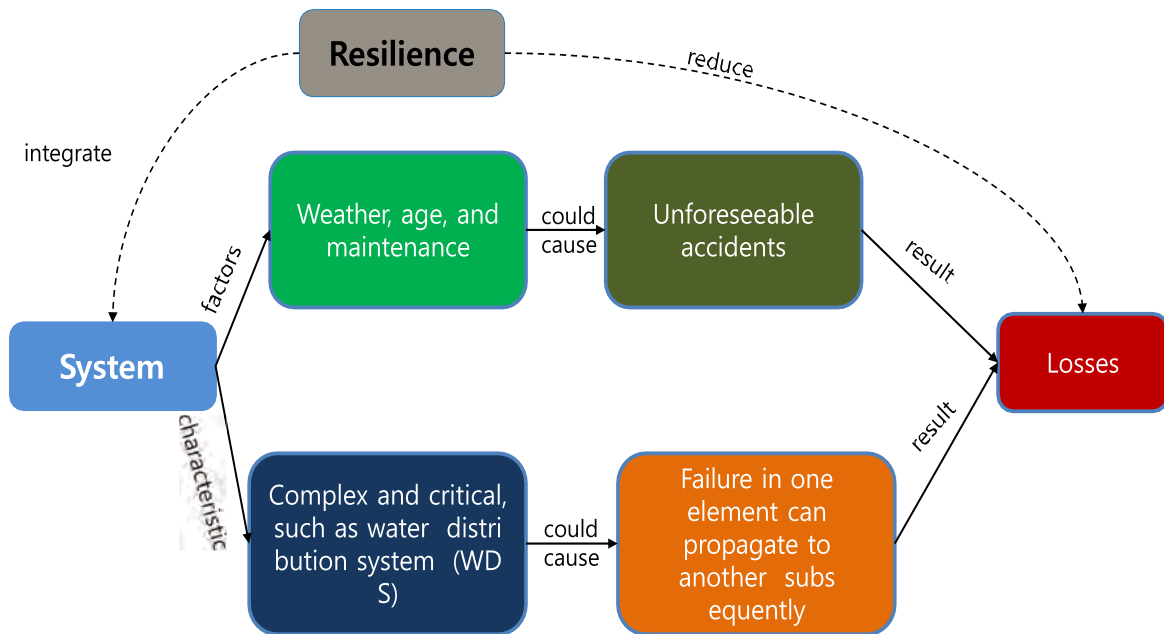 Resilience
reduce
integrate
Weather, age, and
maintenance
could
cause
Unforeseeable
accidents
factors
result
System
Losses
characteristic
Complex and critical,
such as water distri
bution system (WD
S)
could
cause
Failure in one
element can
propagate to
another subs
equently
result